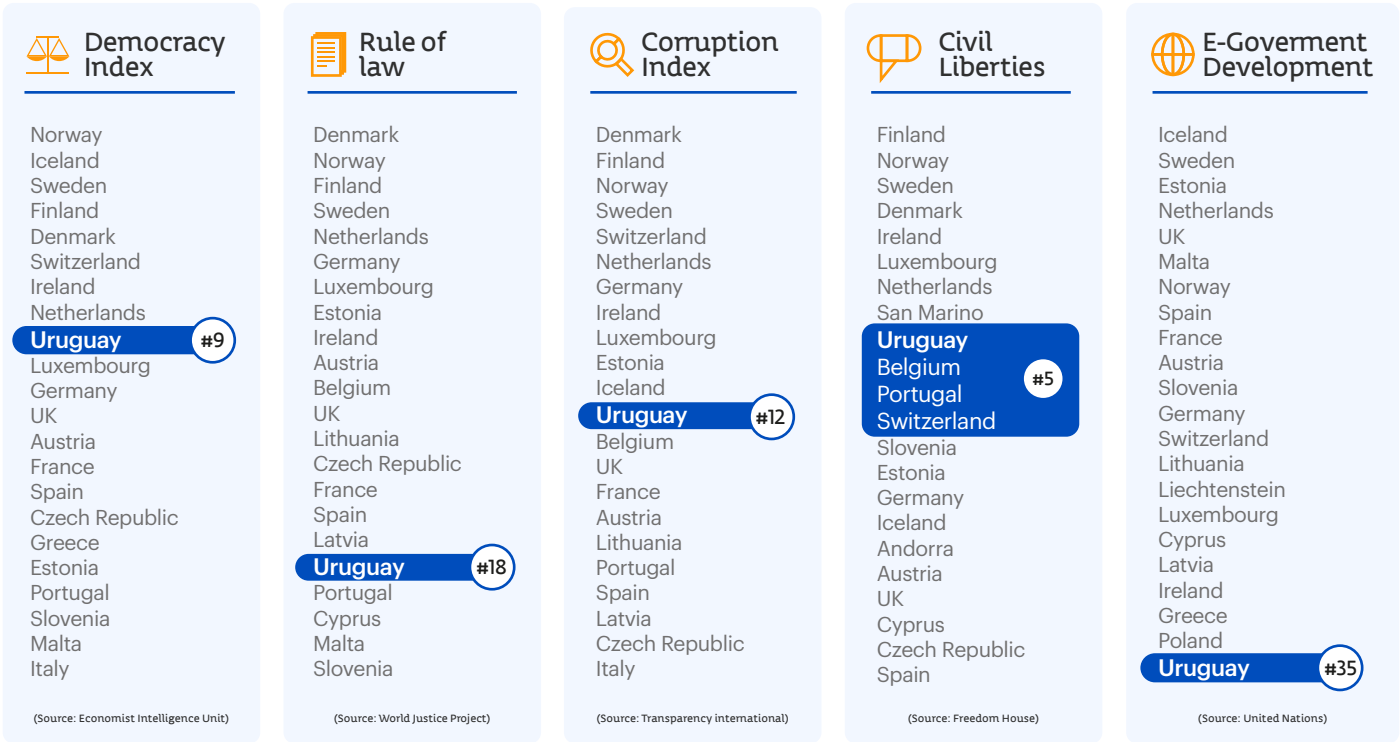 Democracy
Index
Norway
Iceland
Sweden
Finland
Denmark
Switzerland
Ireland
Netherlands
Uruguay #9
Luxembourg
Germany
UK
Austria
France
Spain
Czech Republic
Greece
Estonia
Portugal
Slovenia
Malta
Italy
(Source: Economist Intelligence Unit)
Rule of
law
Denmark
Norway
Finland
Sweden
Netherlands
Germany
Luxembourg
Estonia
Ireland
Austria
Belgium
UK
Lithuania
Czech Republic
France
Spain
Latvia
Uruguay #18
Portugal
Cyprus
Malta
Slovenia
(Source: World Justice Project)
Corruption
Index
Denmark
Finland
Norway
Sweden
Switzerland
Netherlands
Germany
Ireland
Luxembourg
Estonia
Iceland
Uruguay #12
Belgium
UK
France
Austria
Lithuania
Portugal
Spain
Latvia
Czech Republic
Italy
(Source: Transparency international)
Civil
Liberties
Finland
Norway
Sweden
Denmark
Ireland
Luxembourg
Netherlands
San Marino
Uruguay
Belgium #5
Portugal
Switzerland
Slovenia
Estonia
Germany
Iceland
Andorra
Austria
UK
Cyprus
Czech Republic
Spain
(Source: Freedom House)
E-Goverment
Development
Iceland
Sweden
Estonia
Netherlands
UK
Malta
Norway
Spain
France
Austria
Slovenia
Germany
Switzerland
Lithuania
Liechtenstein
Luxembourg
Cyprus
Latvia
Ireland
Greece
Poland
Uruguay #35
(Source: United Nations)